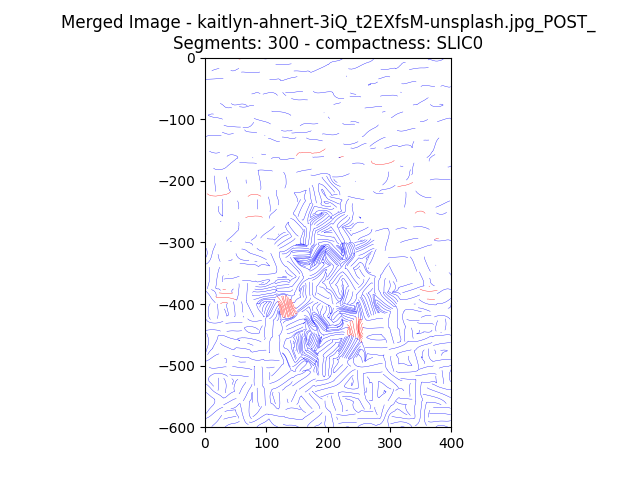 Merged Image - kaitlyn-ahnert-3iQ_t2EXfsM-unsplash.jpg_POST_
Segments: 300 - compactness: SLIC0
0
−100
−200
−300
−400
−500
−600
0 100 200 300 400